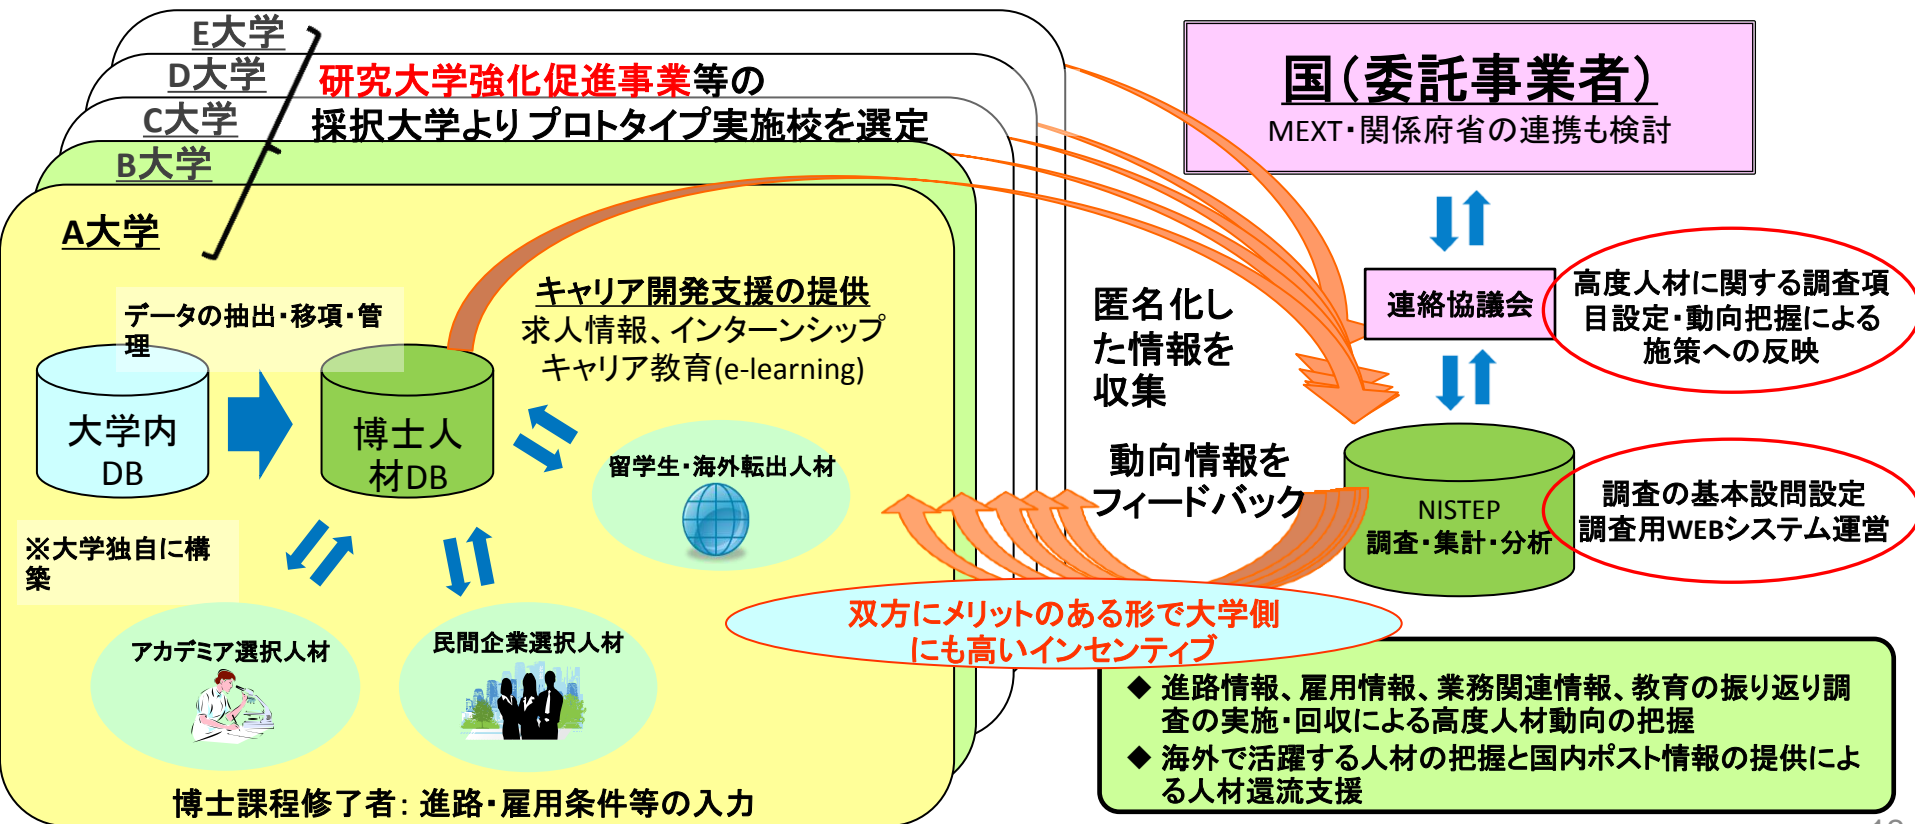 E大学
D大学
C大学
B大学
A大学
研究大学強化促進事業等の
採択大学より プロトタイプ実施校を選定
データの抽出・移項・管
理
大学内
DB
博士人
材DB
※大学独自に構
築
キャリア開発支援の提供
求人情報、インターンシップ
キャリア教育(e-learning)
留学生・海外転出人材
アカデミア選択人材
民間企業選択人材
博士課程修了者: 進路・雇用条件等の入力
国(委託事業者)
MEXT・関係府省の連携も検討
連絡協議会
高度人材に関する調査項
目設定・動向把握による
施策への反映
匿名化し
た情報を
収集
動向情報を
フィードバック
NISTEP
調査・集計・分析
調査の基本設問設定
調査用WEBシステム運営
双方にメリットのある形で大学側
にも高いインセンティブ
◆ 進路情報、雇用情報、業務関連情報、教育の振り返り調
査の実施・回収による高度人材動向の把握
◆ 海外で活躍する人材の把握と国内ポスト情報の提供によ
る人材還流支援